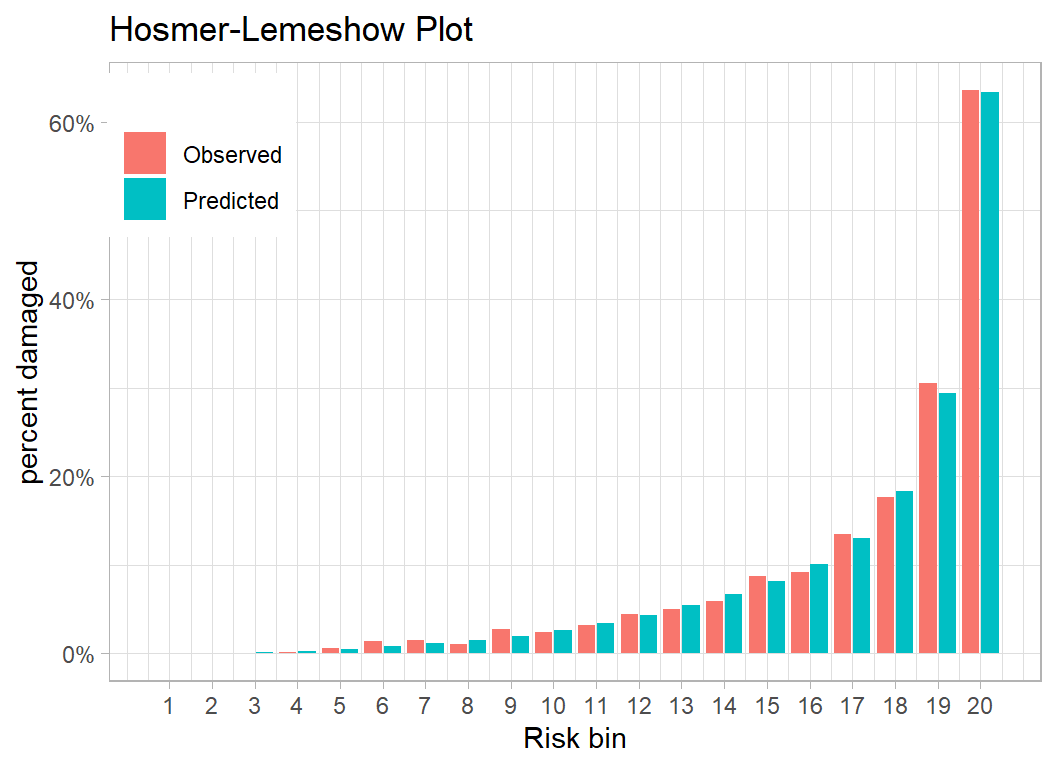 Hosmer-Lemeshow Plot
60%
40%
20%
0%
percent damaged
Observed
Predicted
1 2 3 4 5 6 7 8 9 10 11 12 13 14 15 16 17 18 19 20
Risk bin